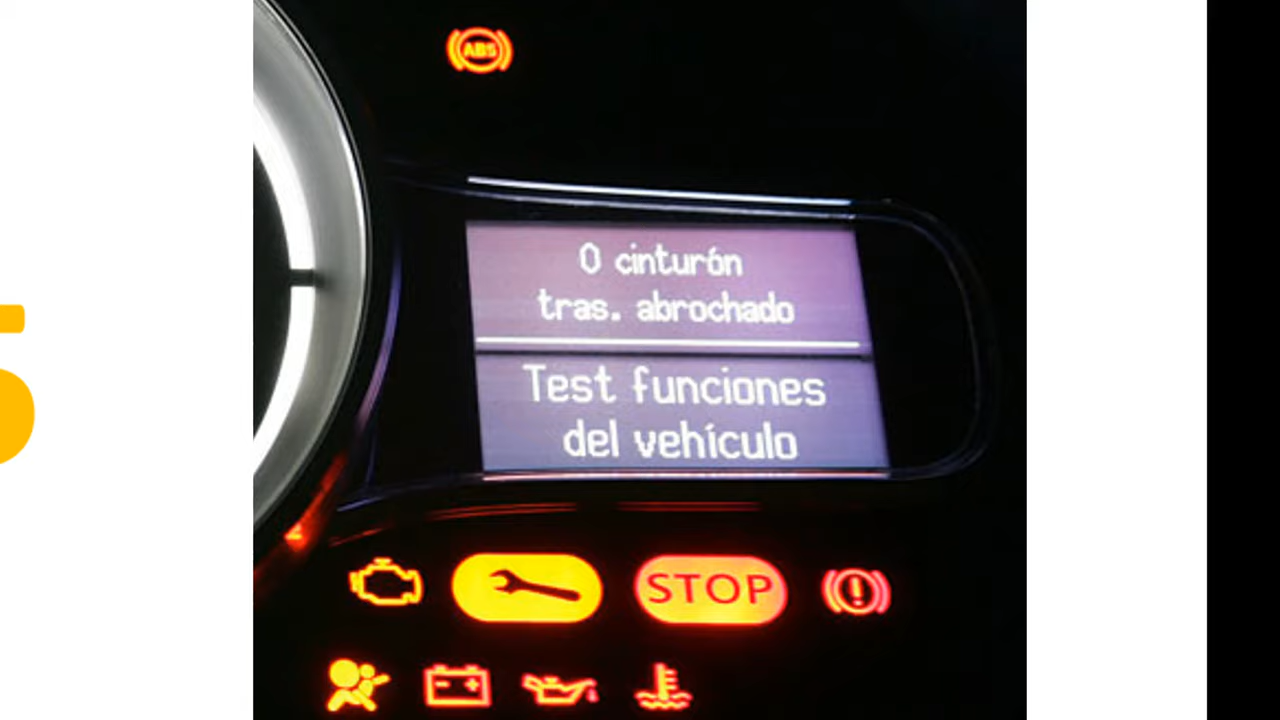 ABS
0 cinturón
tras. abrochado
Test funciones
del vehículo
STOP